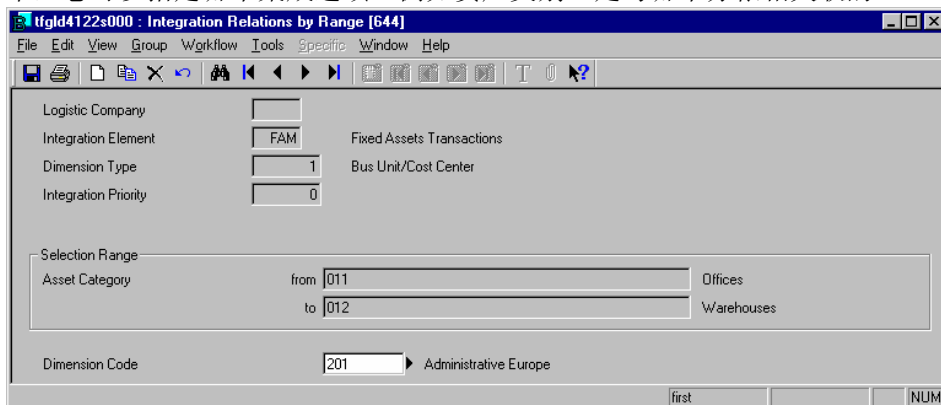 tfgld4122s000 : Integration Relations by Range [644]
File Edit View Group Workflow Tools Specific Window Help
Logistic Company
Integration Element FAM Fixed Assets Transactions
Dimension Type 1 Bus Unit/Cost Center
Integration Priority 0
Selection Range
Asset Category from 011 Offices
to 012 Warehouses
Dimension Code 201 Administrative Europe
first NUM